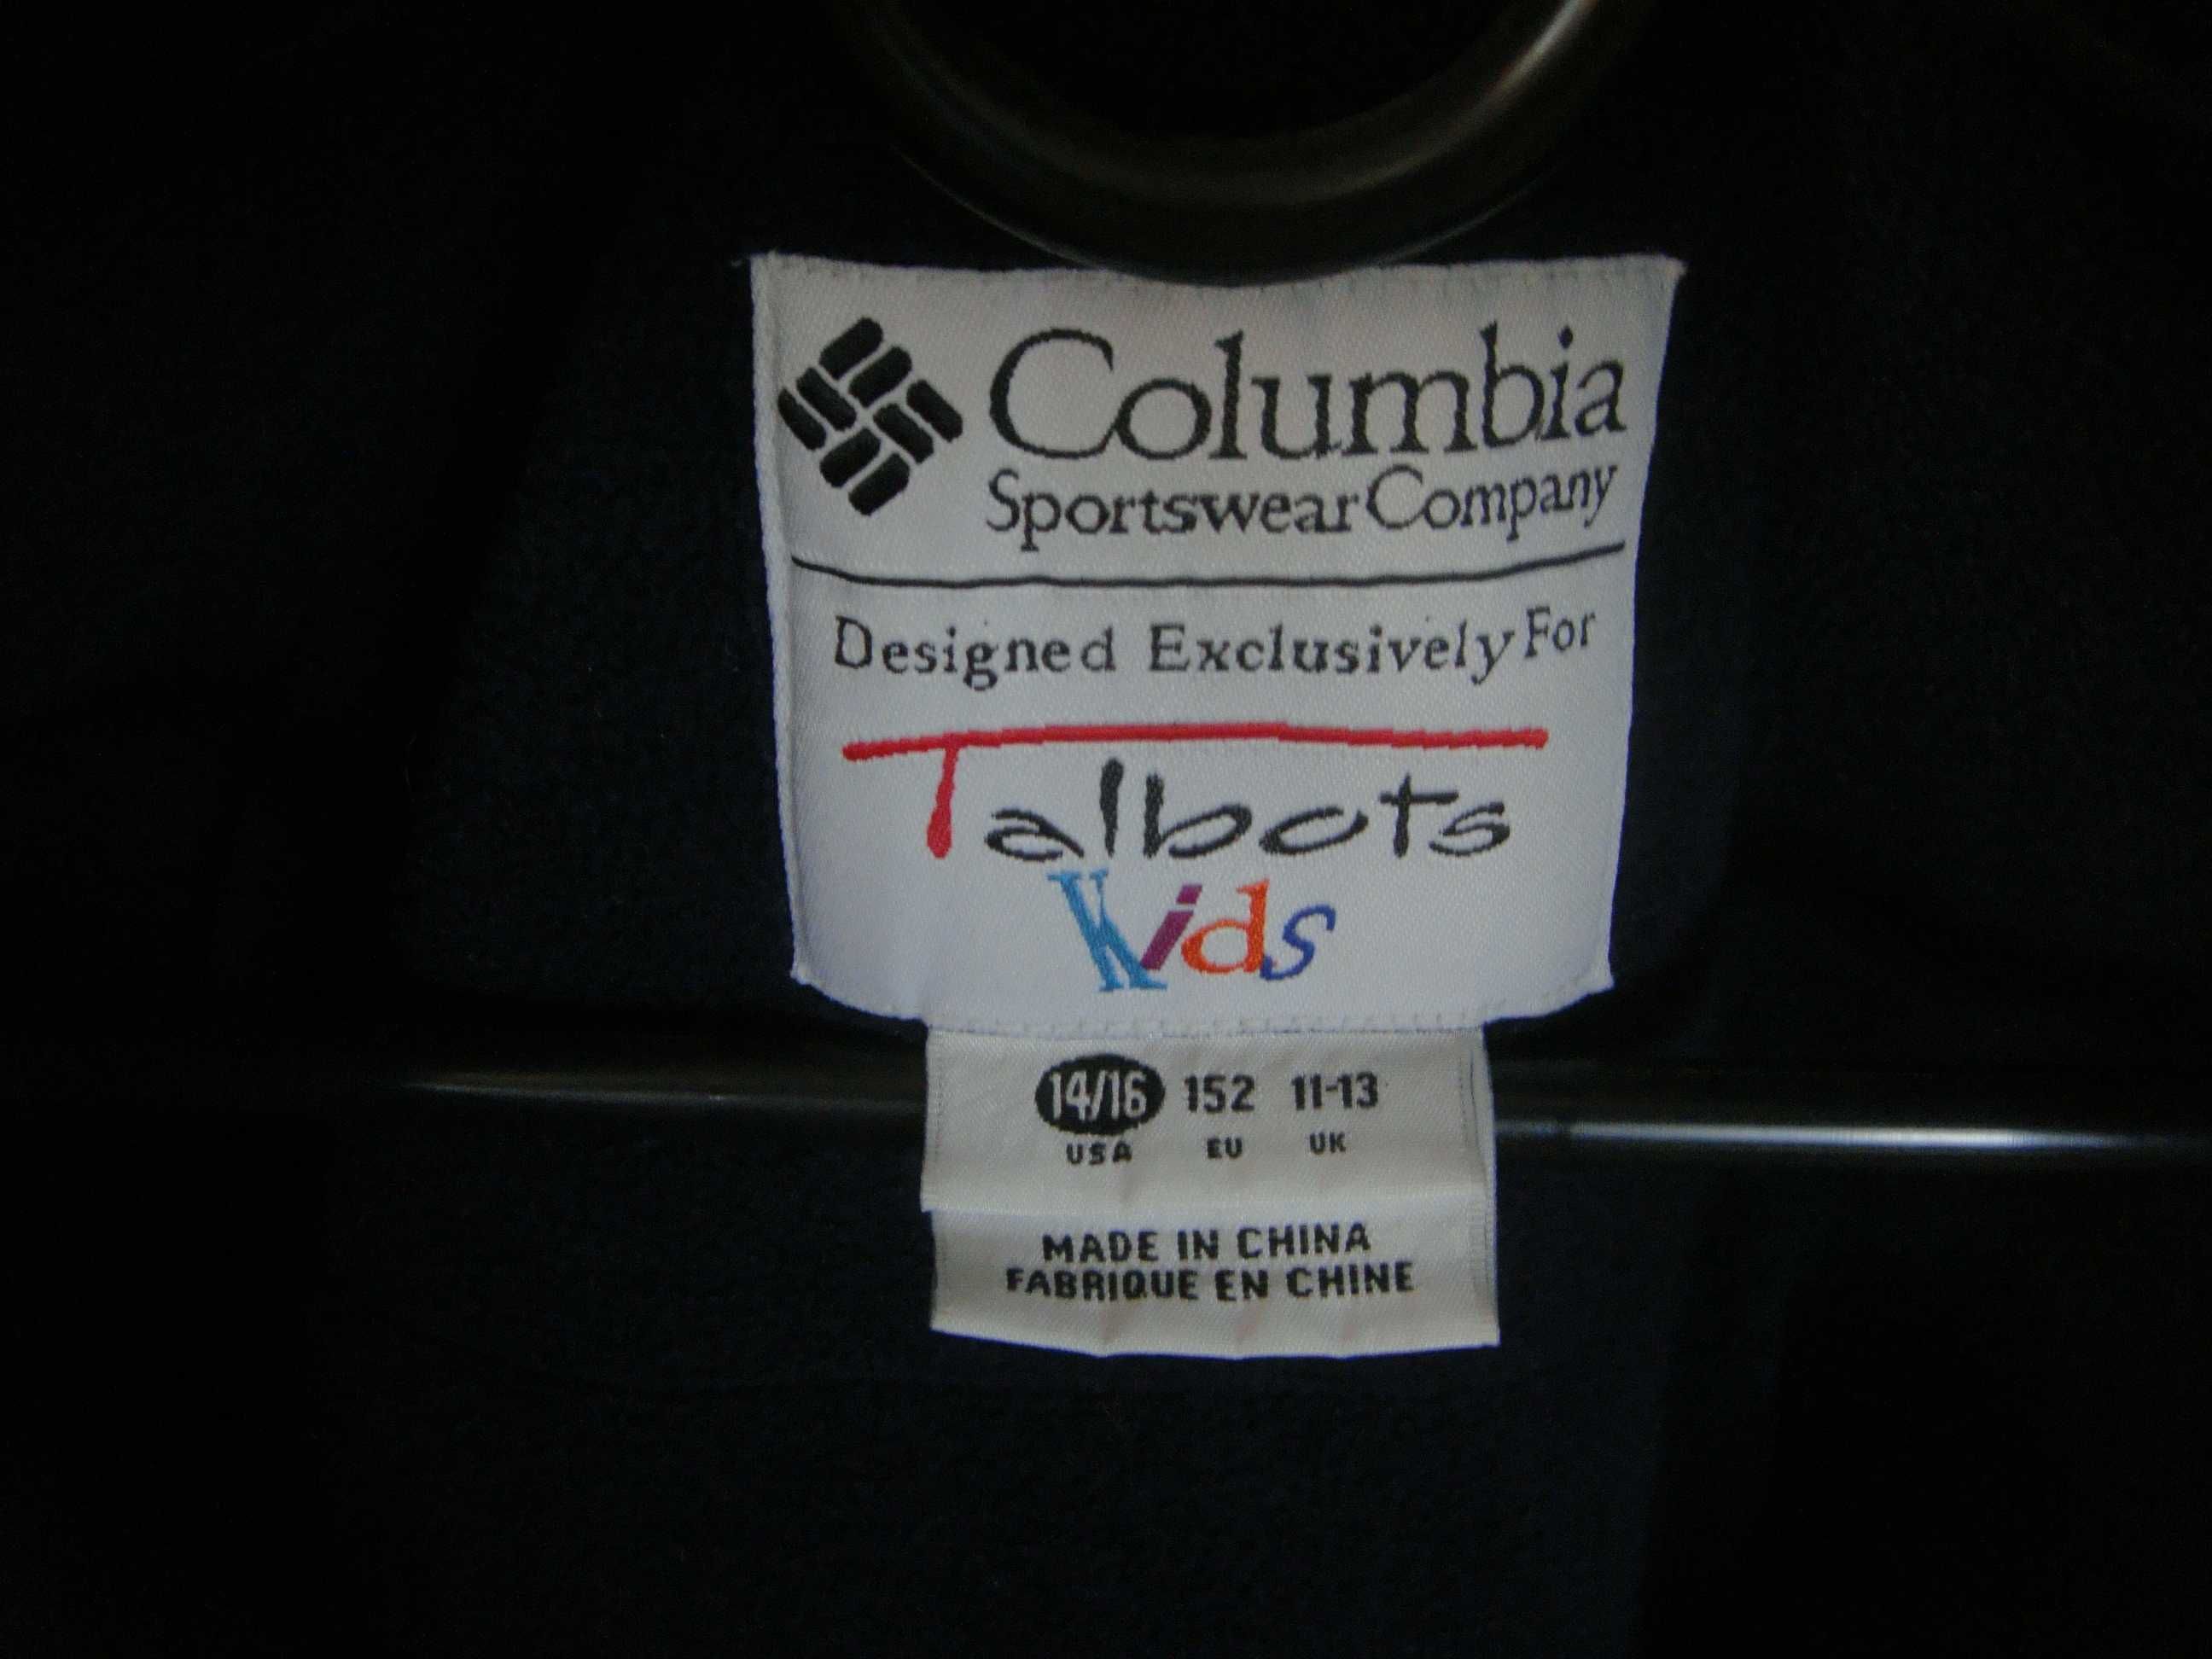 Columbia
Sportswear Company
Designed Exclusively For
Talbots
Kids
14/16 152 11-13
USA EU UK
MADE IN CHINA
FABRIQUE EN CHINE